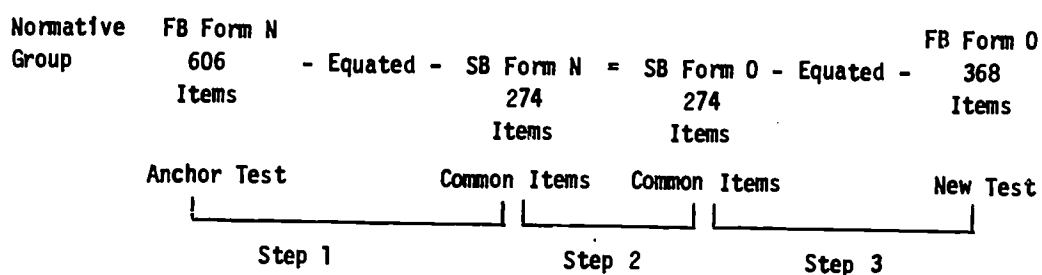 Normative FB Form N FB Form O
Group 606 - Equated - SB Form N = SB Form O - Equated - 368
Items 274 274 Items
Items Items
Anchor Test Common Items Common Items New Test
Step 1 Step 2 Step 3